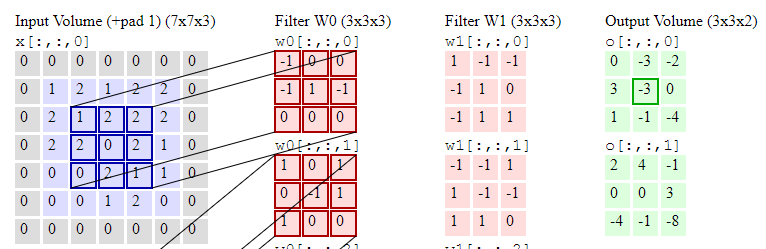 Input Volume (+pad 1) (7x7x3)
x[:,:,0]
0 0 0 0 0 0 0
0 1 2 1 2 2 0
0 2 1 2 2 2 0
0 2 2 0 2 1 0
0 0 0 2 1 1 0
0 0 0 1 2 0 0
0 0 0 0 0 0 0
Filter W0 (3x3x3)
w0[:,:,0]
-1 0 0
-1 1 -1
0 0 0
w0[:,:,1]
1 0 1
0 -1 1
1 0 0
Filter W1 (3x3x3)
w1[:,:,0]
1 -1 -1
-1 1 0
-1 1 1
w1[:,:,1]
-1 -1 1
1 -1 -1
1 1 0
Output Volume (3x3x2)
o[:,:,0]
0 -3 -2
3 -3 0
1 -1 -4
o[:,:,1]
2 4 -1
0 0 3
-4 -1 -8